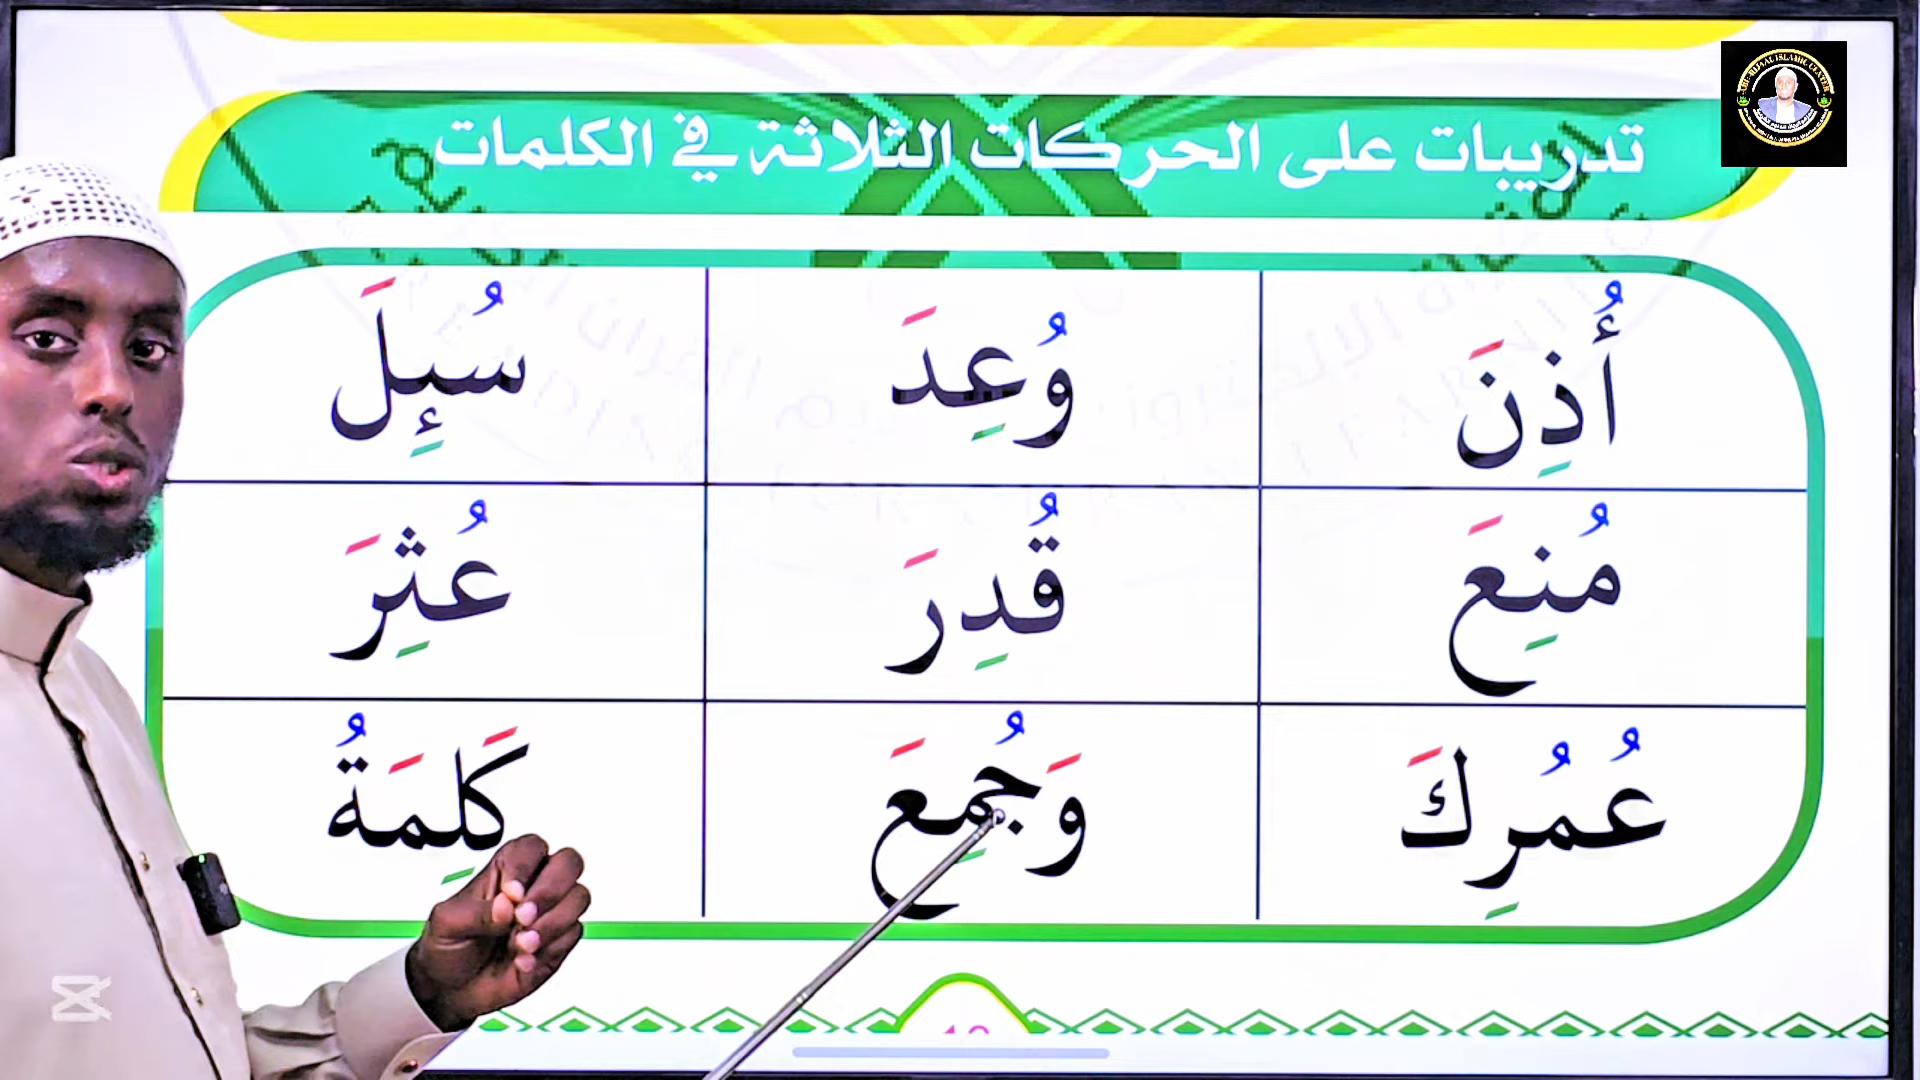 تدريبات على الحركات الثلاثة في الكلمات
أُذِنَ وُعِدَ سُئِلَ
مُنِعَ قُدِرَ عُثِرَ
عُمُرِكَ وَجُمِعَ كَلِمَةُ